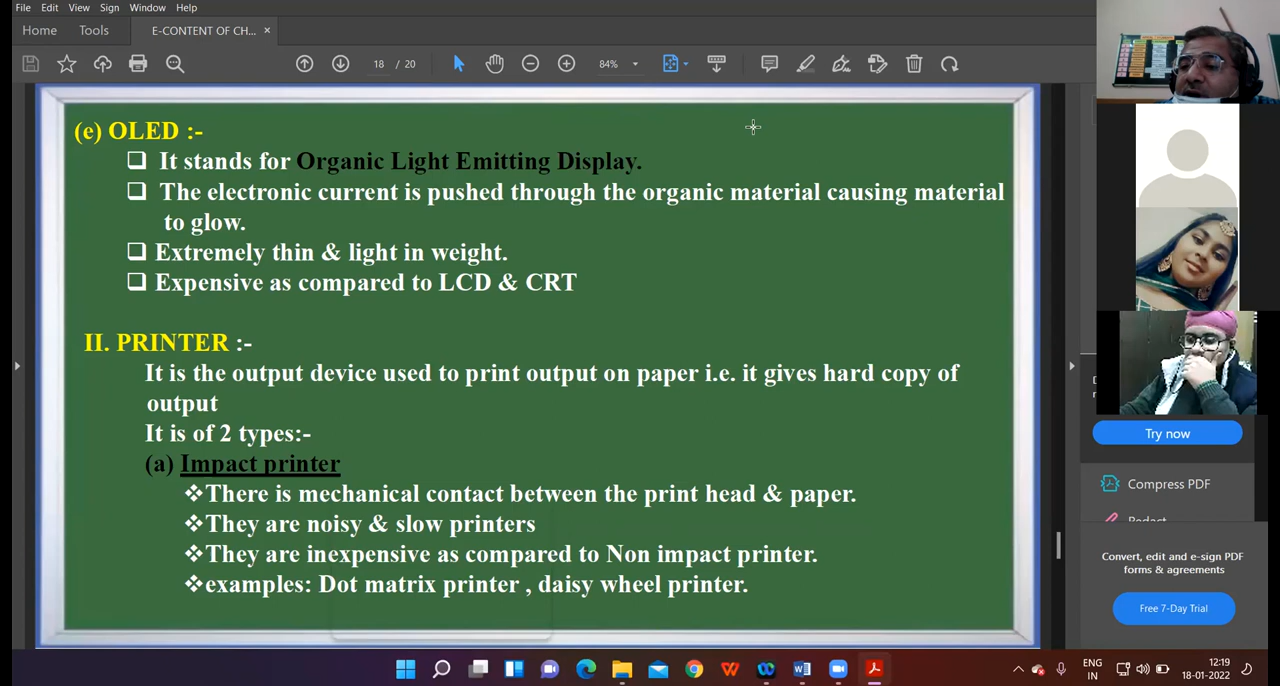 File Edit View Sign Window Help
Home Tools E-CONTENT OF CH... ×
18 / 20 84%
(e) OLED :-
It stands for Organic Light Emitting Display.
The electronic current is pushed through the organic material causing material
to glow.
Extremely thin & light in weight.
Expensive as compared to LCD & CRT
II. PRINTER :-
It is the output device used to print output on paper i.e. it gives hard copy of
output
It is of 2 types:-
(a) Impact printer
There is mechanical contact between the print head & paper.
They are noisy & slow printers
They are inexpensive as compared to Non impact printer.
examples: Dot matrix printer , daisy wheel printer.
Try now
Compress PDF
Redact
Convert, edit and e-sign PDF
forms & agreements
Free 7-Day Trial
ENG
IN
12:19
18-01-2022